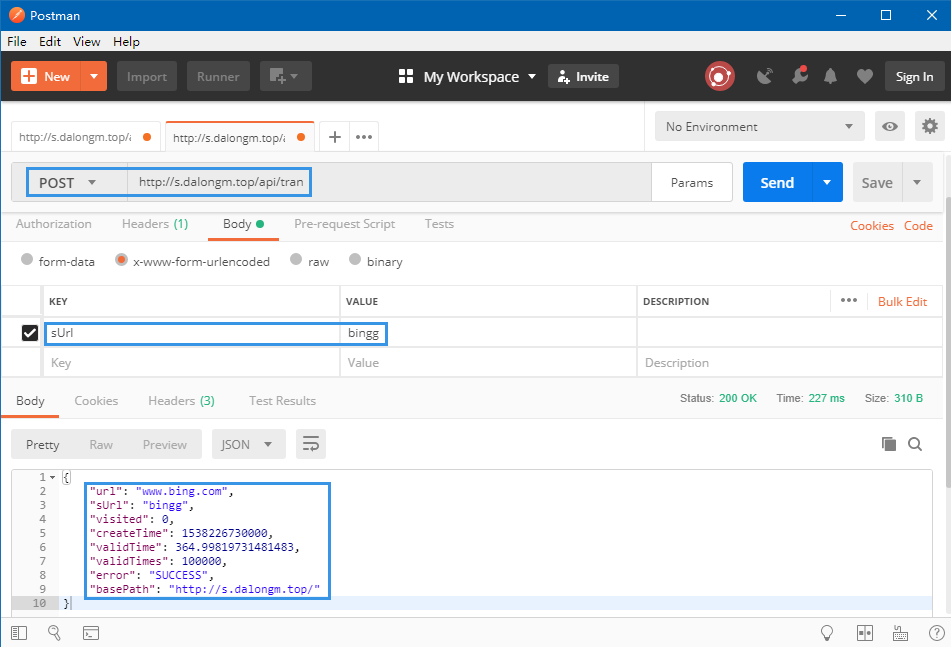 Postman
File Edit View Help
New Import Runner My Workspace Invite Sign In
http://s.dalongm.top/a http://s.dalongm.top/a No Environment
POST http://s.dalongm.top/api/tran Params Send Save
Authorization Headers (1) Body Pre-request Script Tests Cookies Code
form-data x-www-form-urlencoded raw binary
KEY VALUE DESCRIPTION ••• Bulk Edit
sUrl bingg
Key Value Description
Body Cookies Headers (3) Test Results Status: 200 OK Time: 227 ms Size: 310 B
Pretty Raw Preview JSON
1 {
2 "url": "www.bing.com",
3 "sUrl": "bingg",
4 "visited": 0,
5 "createTime": 1538226730000,
6 "validTime": 364.99819731481483,
7 "validTimes": 100000,
8 "error": "SUCCESS",
9 "basePath": "http://s.dalongm.top/"
10 }